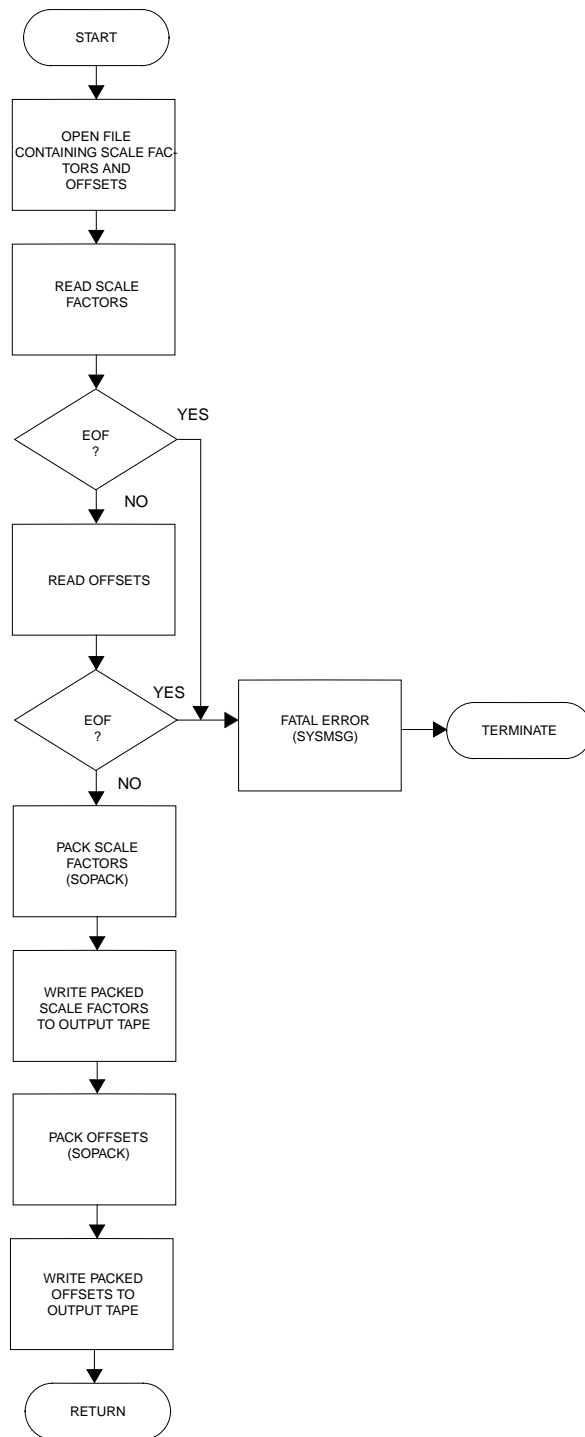 START
OPEN FILE
CONTAINING SCALE FAC-
TORS AND
OFFSETS
READ SCALE
FACTORS
YES
EOF
?
NO
READ OFFSETS
YES
EOF
?
FATAL ERROR
(SYSMSG)
TERMINATE
NO
PACK SCALE
FACTORS
(SOPACK)
WRITE PACKED
SCALE FACTORS
TO OUTPUT TAPE
PACK OFFSETS
(SOPACK)
WRITE PACKED
OFFSETS TO
OUTPUT TAPE
RETURN